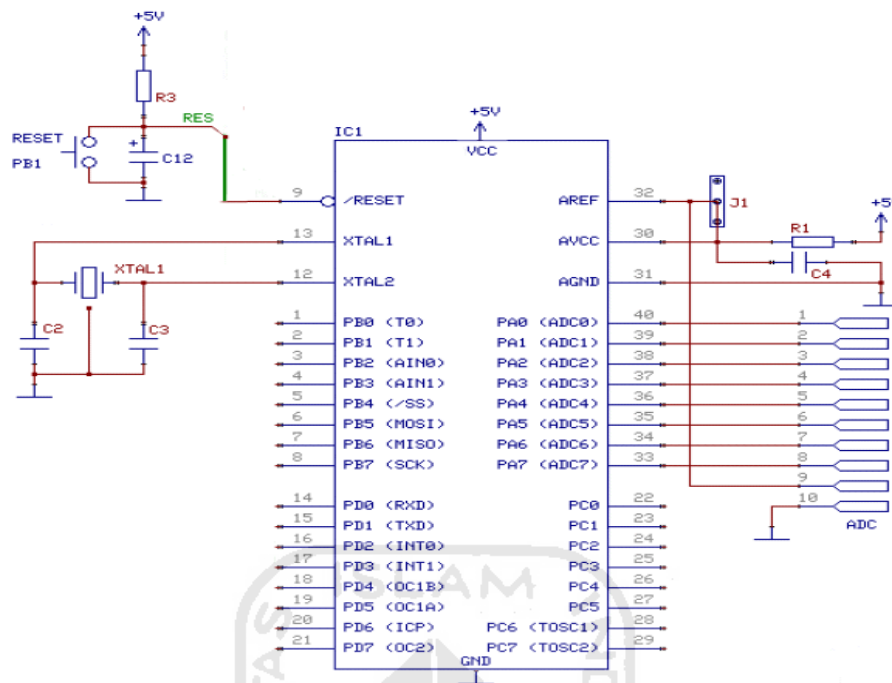 +5V
R3
RES
RESET
PB1
+
C12
IC1
+5V
VCC
9 /RESET
AREF 32
J1
+5
13 XTAL1
AVCC 30
R1
XTAL1
12 XTAL2
AGND 31
C4
C2
C3
1 PB0 (T0)
PA0 (ADC0) 40 1
2 PB1 (T1)
PA1 (ADC1) 39 2
3 PB2 (AIN0)
PA2 (ADC2) 38 3
4 PB3 (AIN1)
PA3 (ADC3) 37 4
5 PB4 (/SS)
PA4 (ADC4) 36 5
6 PB5 (MOSI)
PA5 (ADC5) 35 6
7 PB6 (MISO)
PA6 (ADC6) 34 7
8 PB7 (SCK)
PA7 (ADC7) 33 8
9
14 PD0 (RXD)
PC0 22
10
15 PD1 (TXD)
PC1 23
ADC
16 PD2 (INT0)
PC2 24
17 PD3 (INT1)
PC3 25
18 PD4 (OC1B)
PC4 26
19 PD5 (OC1A)
PC5 27
20 PD6 (ICP)
PC6 (TOSC1) 28
21 PD7 (OC2)
PC7 (TOSC2) 29
GND
ISLAM